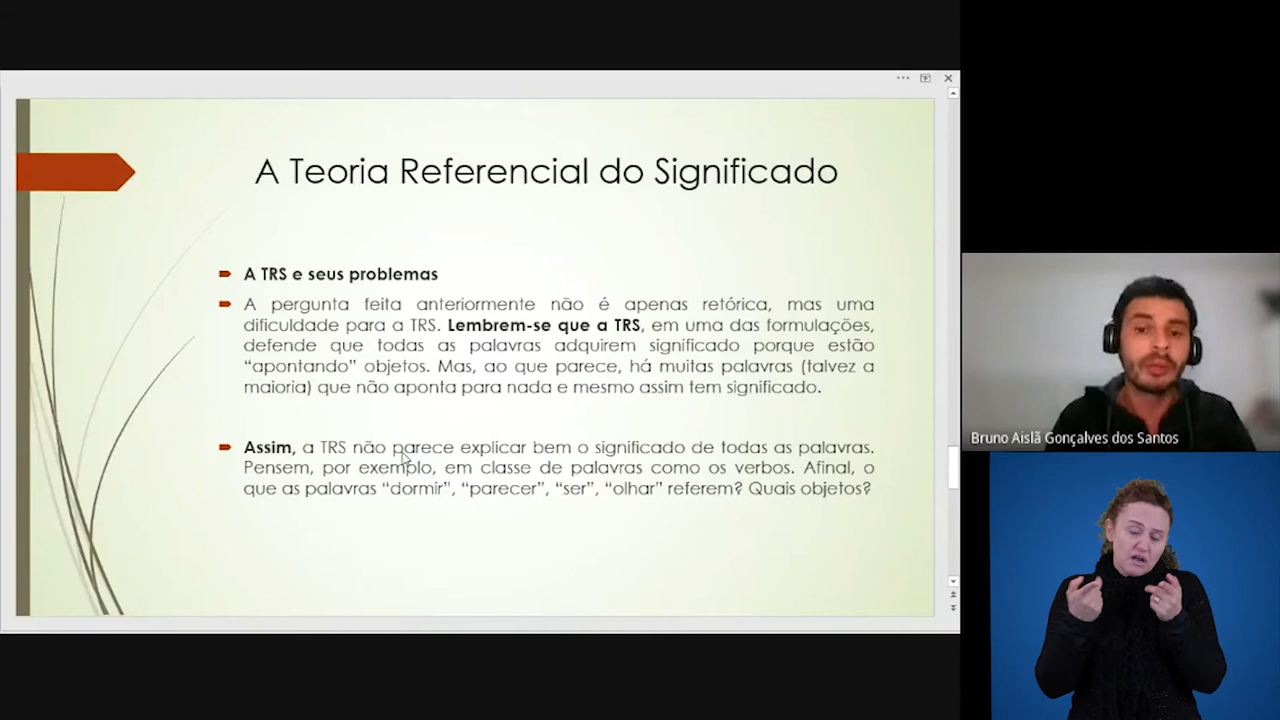 A Teoria Referencial do Significado
A TRS e seus problemas
A pergunta feita anteriormente não é apenas retórica, mas uma
dificuldade para a TRS. Lembrem-se que a TRS, em uma das formulações,
defende que todas as palavras adquirem significado porque estão
“apontando” objetos. Mas, ao que parece, há muitas palavras (talvez a
maioria) que não aponta para nada e mesmo assim tem significado.
Assim, a TRS não parece explicar bem o significado de todas as palavras.
Pensem, por exemplo, em classe de palavras como os verbos. Afinal, o
que as palavras “dormir”, “parecer”, “ser”, “olhar” referem? Quais objetos?
Bruno Aislã Gonçalves dos Santos